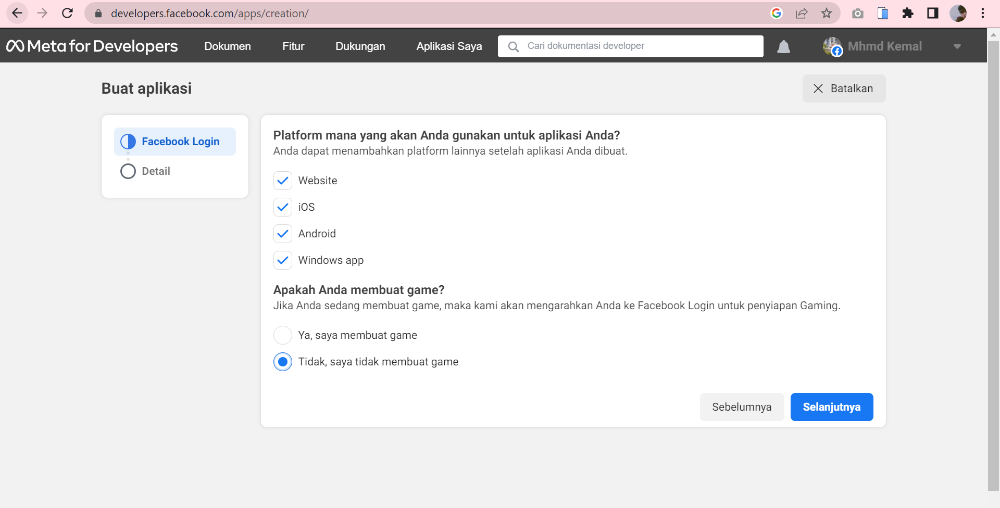 developers.facebook.com/apps/creation/
Meta for Developers
Dokumen
Fitur
Dukungan
Aplikasi Saya
Cari dokumentasi developer
Mhmd Kemal
Buat aplikasi
Batalkan
Facebook Login
Detail
Platform mana yang akan Anda gunakan untuk aplikasi Anda?
Anda dapat menambahkan platform lainnya setelah aplikasi Anda dibuat.
Website
iOS
Android
Windows app
Apakah Anda membuat game?
Jika Anda sedang membuat game, maka kami akan mengarahkan Anda ke Facebook Login untuk penyiapan Gaming.
Ya, saya membuat game
Tidak, saya tidak membuat game
Sebelumnya
Selanjutnya